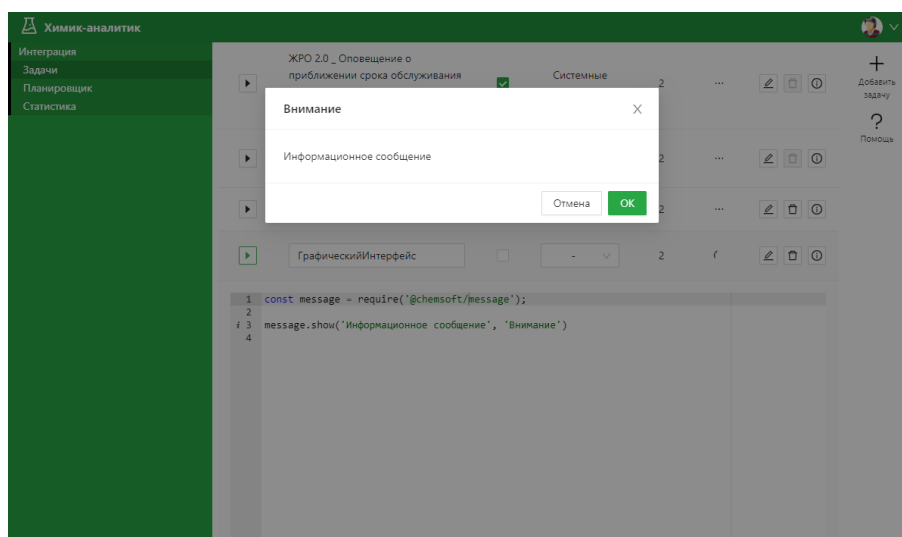 Химик-аналитик
Интеграция
Задачи
Планировщик
Статистика
ЖРО 2.0 _ Оповещение о
приближении срока обслуживания
Системные
2
...
Добавить
задачу
Помощь
Внимание
Информационное сообщение
Отмена
OK
2
...
2
...
ГрафическийИнтерфейс
-
2
1 const message = require('@chemsoft/message');
2
i 3 message.show('Информационное сообщение', 'Внимание')
4